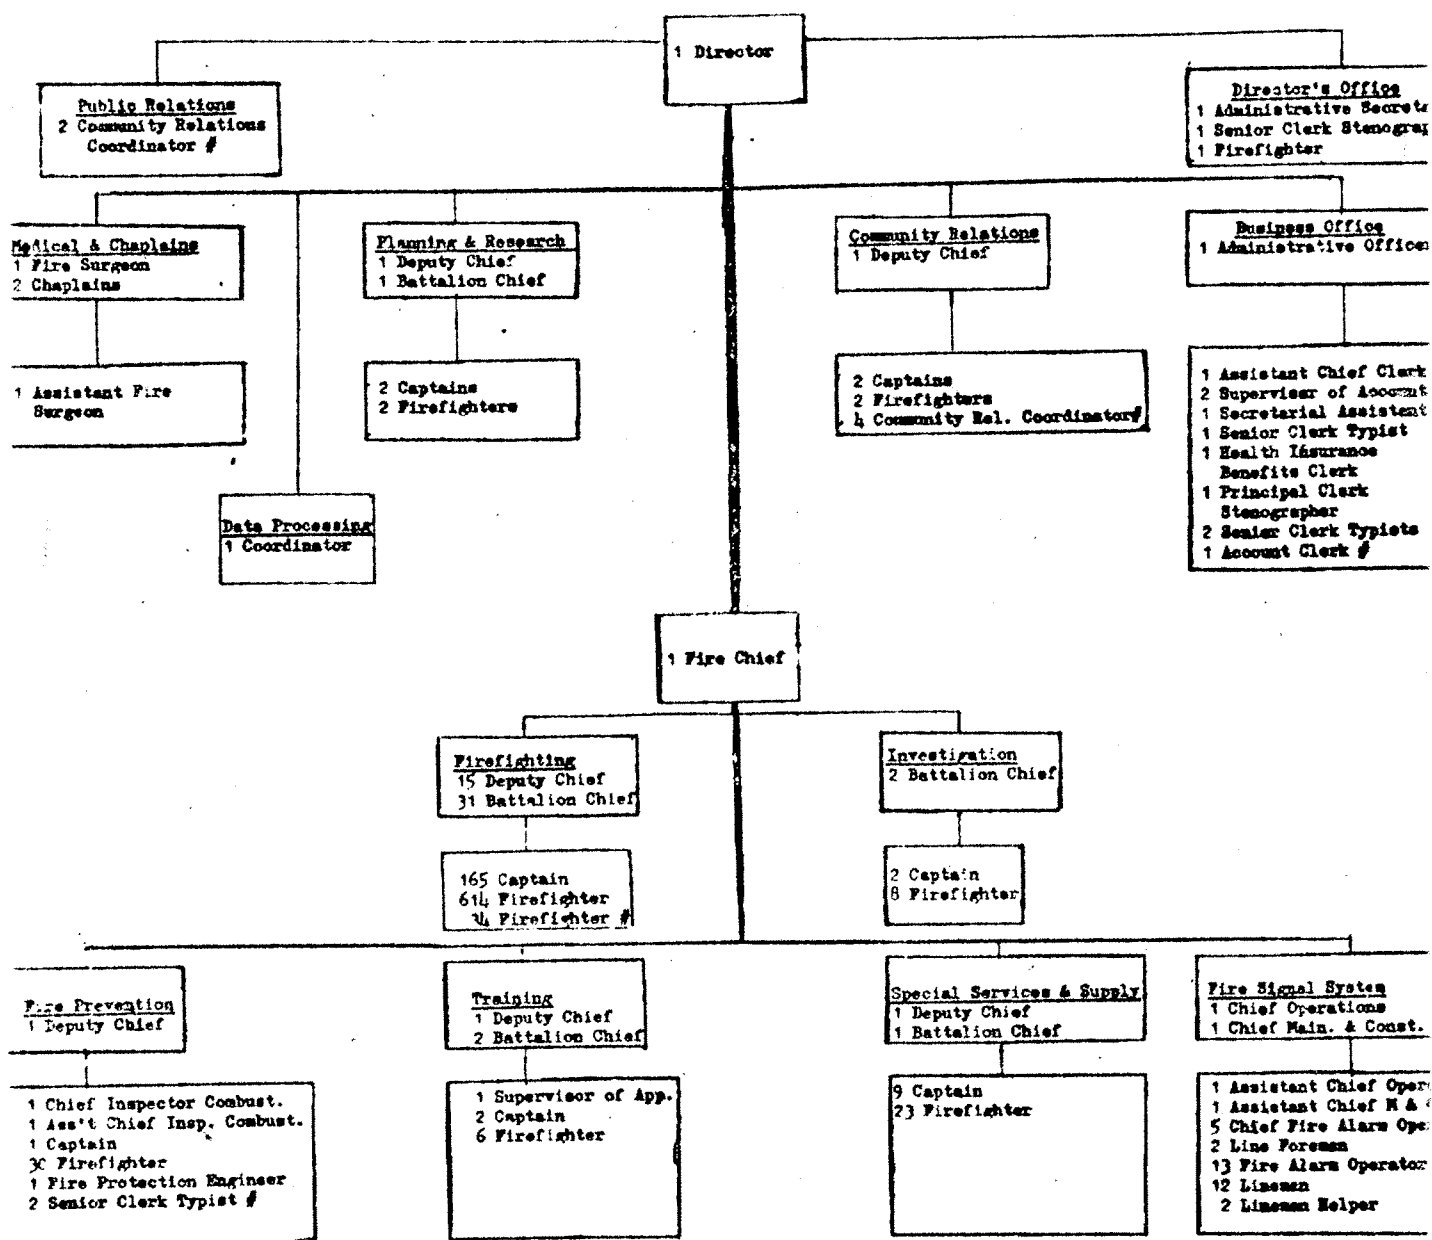 1 Director
Public Relations
2 Community Relations
Coordinator #
Director's Office
1 Administrative Secreta
1 Senior Clerk Stenograp
1 Firefighter
Medical & Chaplains
1 Fire Surgeon
2 Chaplains
Planning & Research
1 Deputy Chief
1 Battalion Chief
Community Relations
1 Deputy Chief
Business Office
1 Administrative Officer
1 Assistant Fire
Surgeon
2 Captains
2 Firefighters
2 Captains
2 Firefighters
4 Community Rel. Coordinator#
1 Assistant Chief Clerk
2 Supervisor of Account
1 Secretarial Assistent
1 Senior Clerk Typist
1 Health Insurance
Benefits Clerk
1 Principal Clerk
Stenographer
2 Senior Clerk Typists
1 Account Clerk #
Data Processing
1 Coordinator
1 Fire Chief
Firefighting
15 Deputy Chief
31 Battalion Chief
Investigation
2 Battalion Chief
165 Captain
614 Firefighter
34 Firefighter #
2 Captain
8 Firefighter
Fire Prevention
1 Deputy Chief
Training
1 Deputy Chief
2 Battalion Chief
Special Services & Supply
1 Deputy Chief
1 Battalion Chief
Fire Signal System
1 Chief Operations
1 Chief Main. & Const.
1 Chief Inspector Combust.
1 Ass't Chief Insp. Combust.
1 Captain
30 Firefighter
1 Fire Protection Engineer
2 Senior Clerk Typist #
1 Supervisor of App.
2 Captain
6 Firefighter
9 Captain
23 Firefighter
1 Assistant Chief Oper
1 Assistant Chief M &
5 Chief Fire Alarm Ope
2 Line Foreman
13 Fire Alarm Operator
12 Linemen
2 Lineman Helper